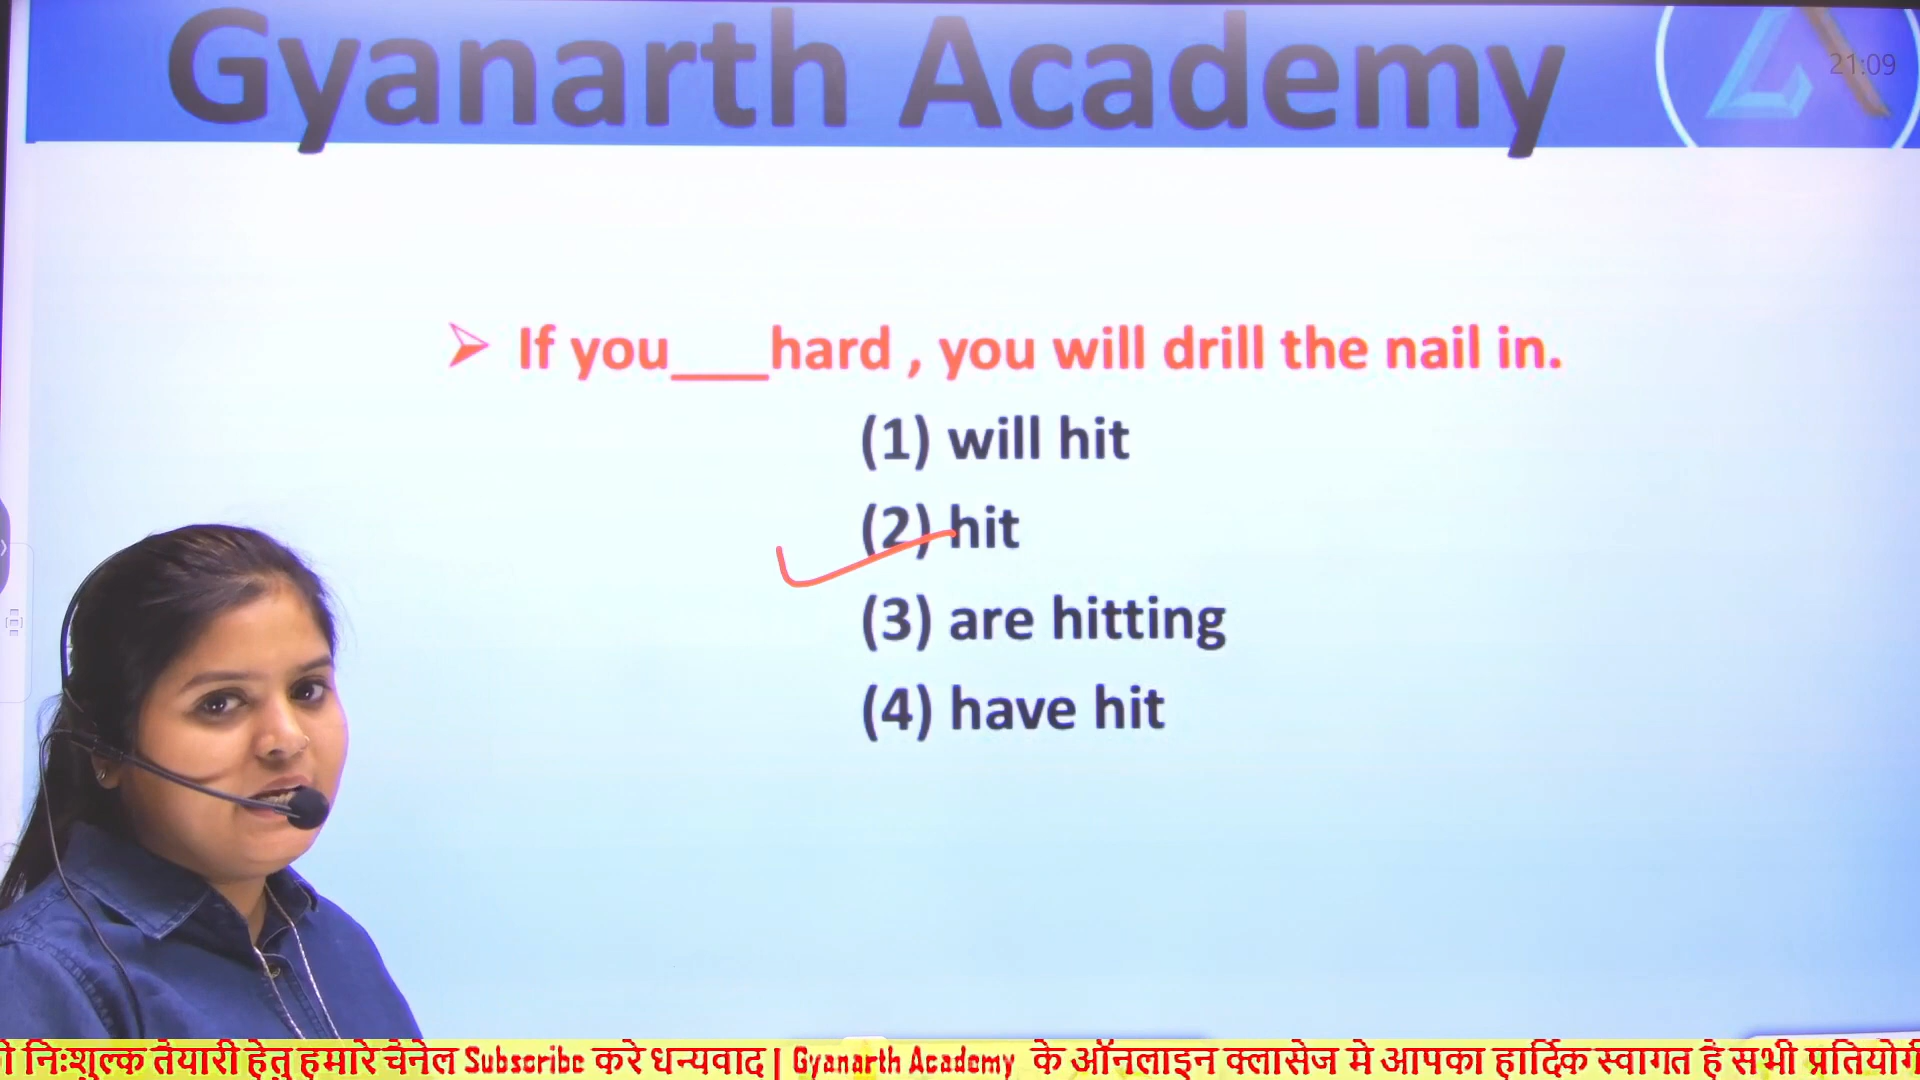 Gyanarth Academy
21:09
If you___hard , you will drill the nail in.
(1) will hit
(2) hit
(3) are hitting
(4) have hit
निःशुल्क तैयारी हेतु हमारे चैनेल Subscribe करे धन्यवाद | Gyanarth Academy के ऑनलाइन क्लासेज मे आपका हार्दिक स्वागत है सभी